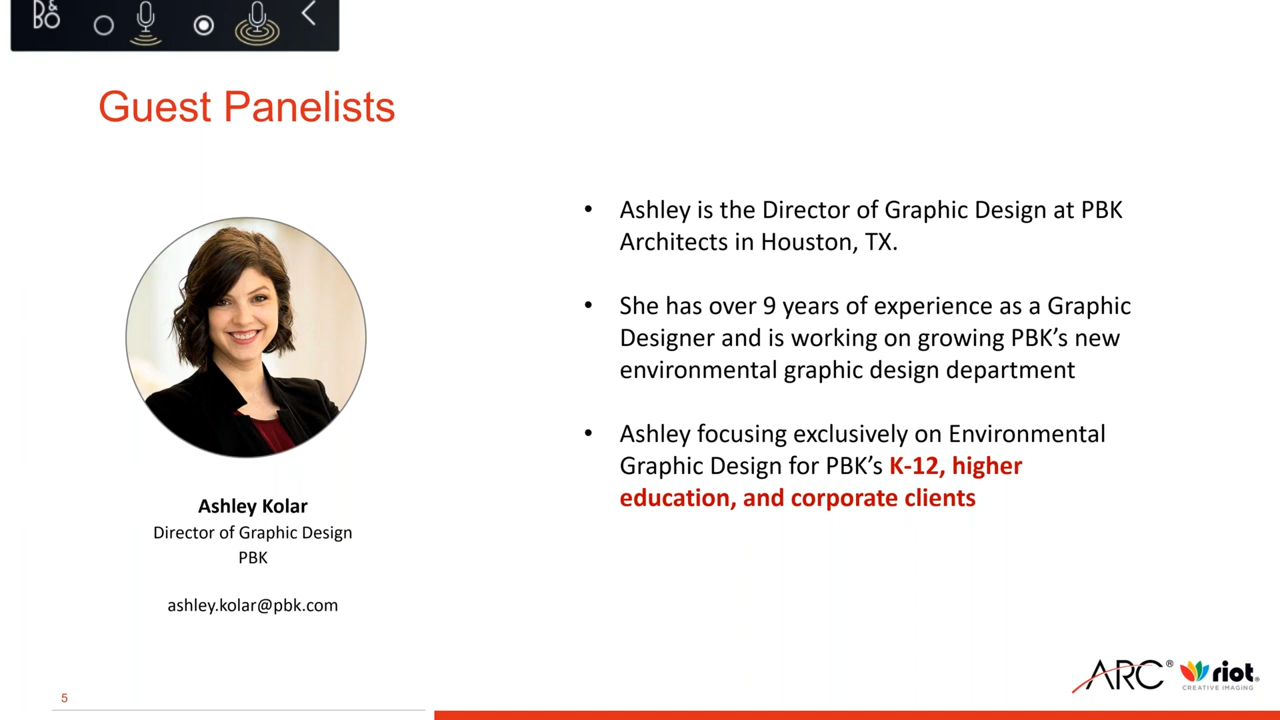 B&O
Guest Panelists
• Ashley is the Director of Graphic Design at PBK
Architects in Houston, TX.
• She has over 9 years of experience as a Graphic
Designer and is working on growing PBK’s new
environmental graphic design department
• Ashley focusing exclusively on Environmental
Graphic Design for PBK’s K-12, higher
education, and corporate clients
Ashley Kolar
Director of Graphic Design
PBK
ashley.kolar@pbk.com
ARC®
riot®
CREATIVE IMAGING
5